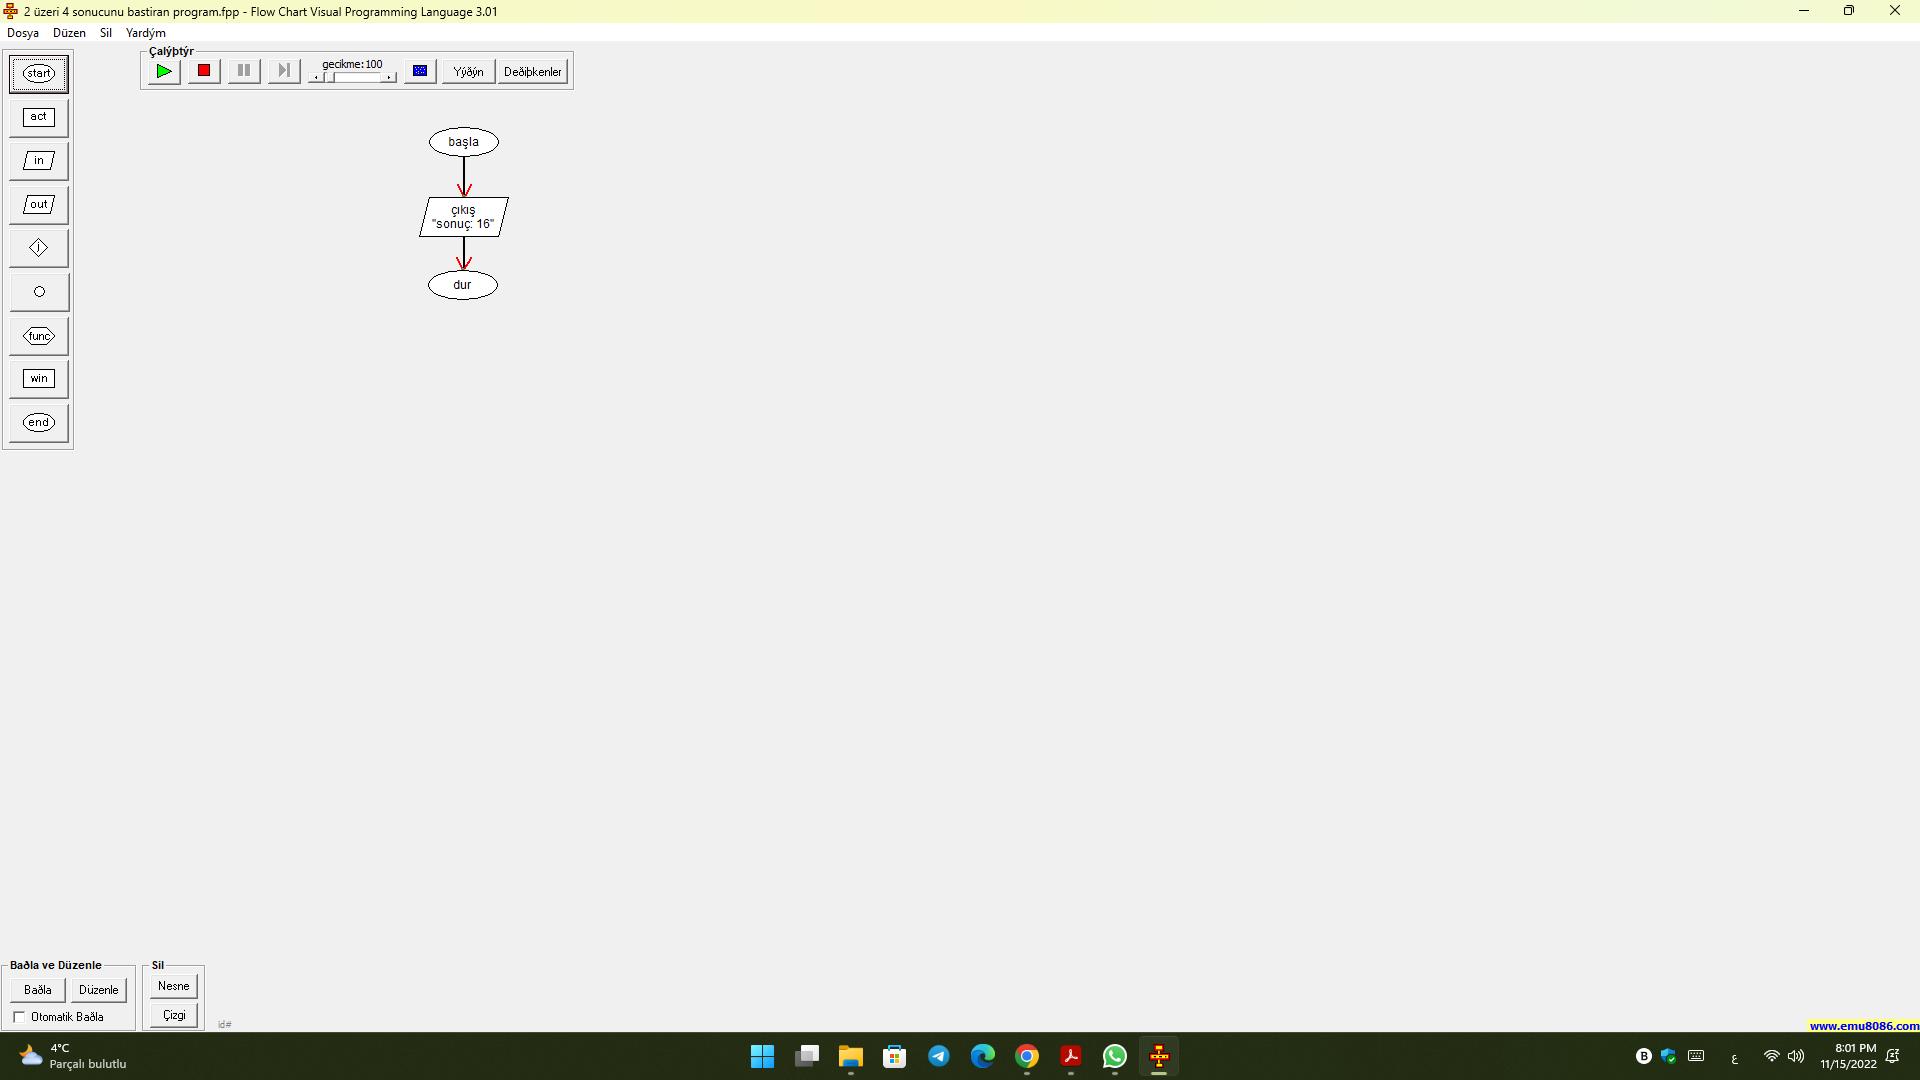 2 üzeri 4 sonucunu bastiran program.fpp - Flow Chart Visual Programming Language 3.01
Dosya Düzen Sil Yardým
Çalýþtýr
gecikme:100
Yýðýn
Deðiþkenler
start
act
in
out
func
win
end
başla
çıkış
"sonuç: 16"
dur
Baðla ve Düzenle
Baðla
Düzenle
Otomatik Baðla
Sil
Nesne
Çizgi
id#
www.emu8086.com
4°C
Parçalı bulutlu
B
ع
8:01 PM
11/15/2022